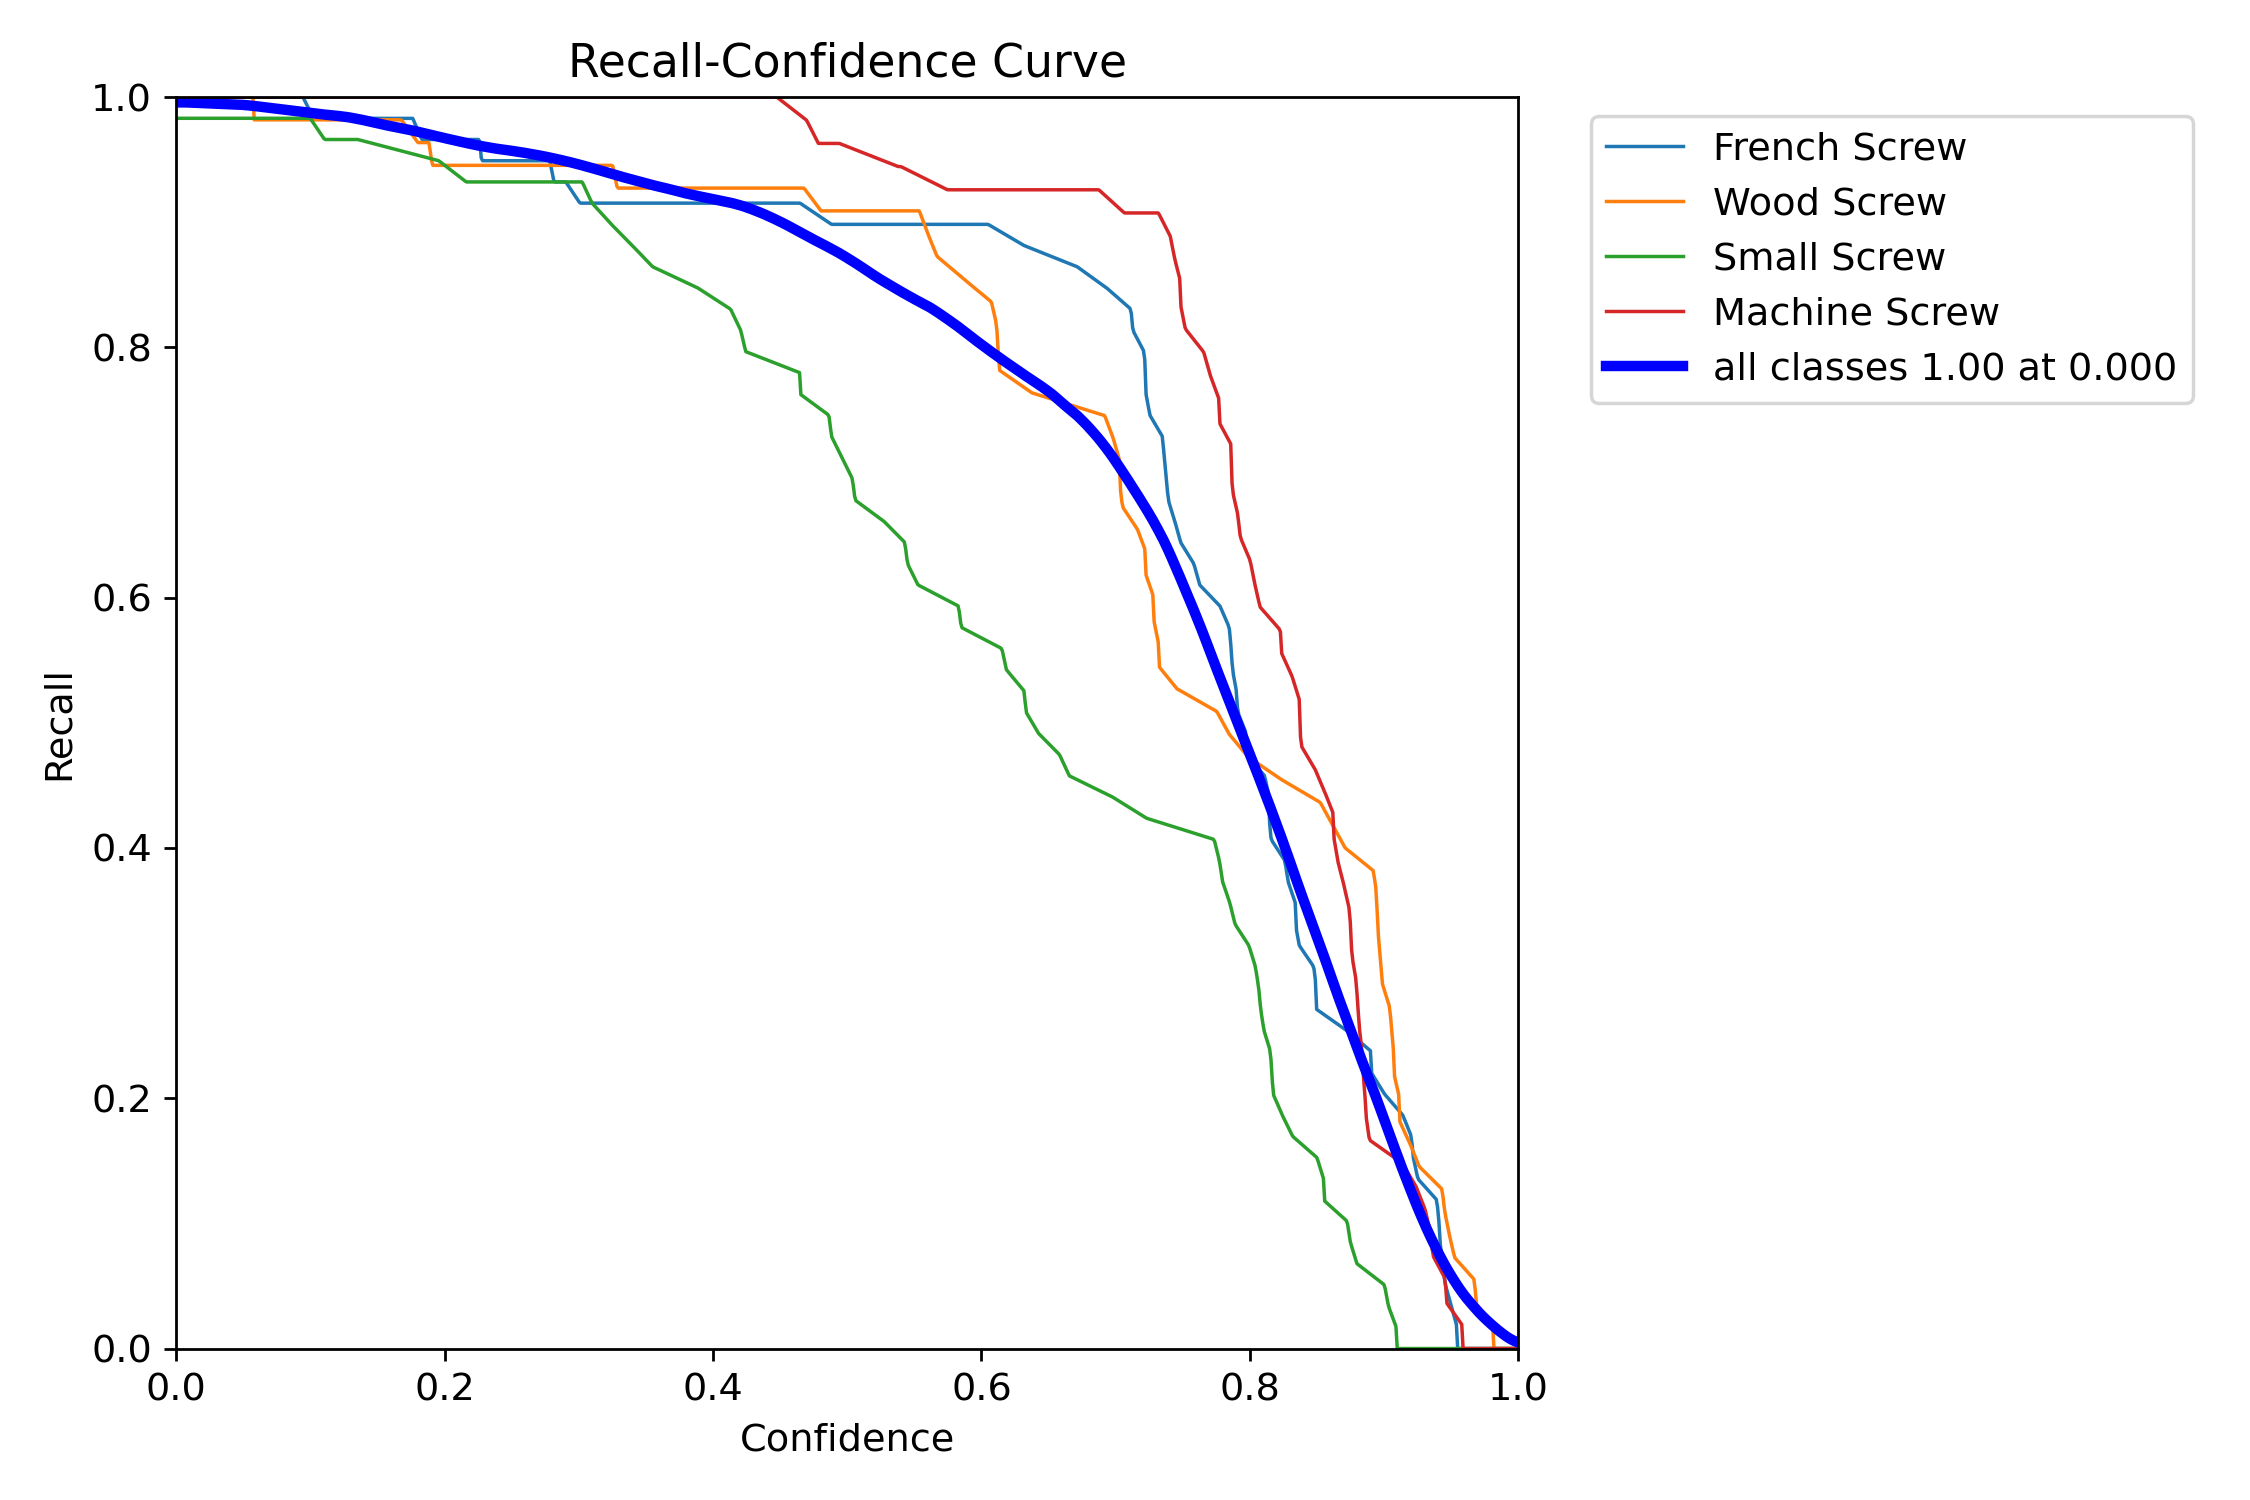 Recall-Confidence Curve
1.0
0.8
0.6
0.4
0.2
0.0
Recall
0.0 0.2 0.4 0.6 0.8 1.0
Confidence
French Screw
Wood Screw
Small Screw
Machine Screw
all classes 1.00 at 0.000